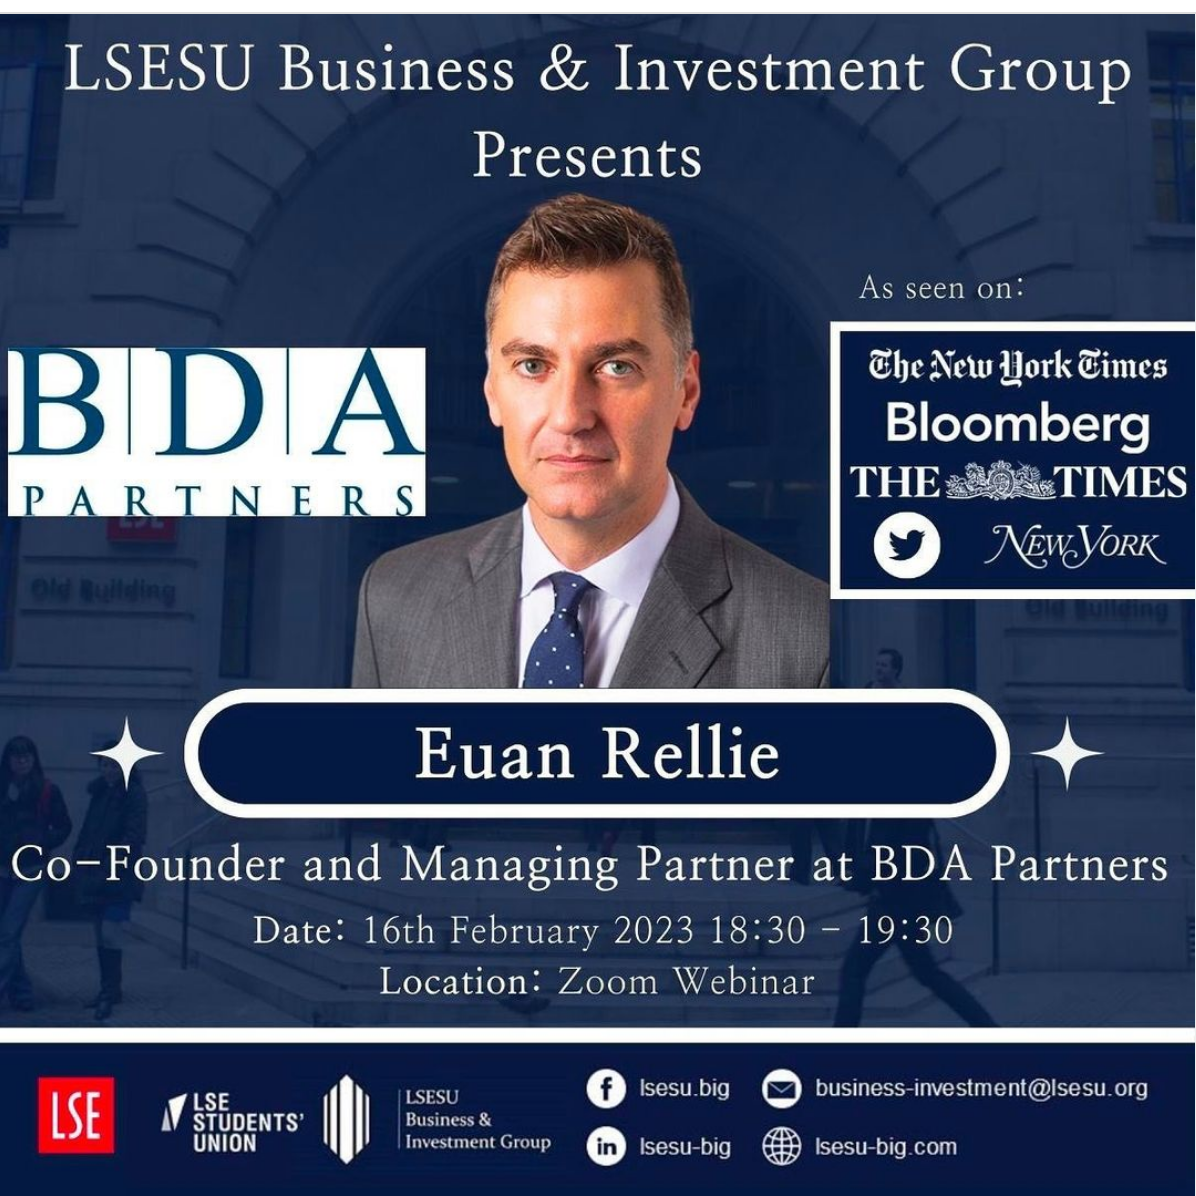 LSESU Business & Investment Group
Presents
As seen on:
The New York Times
Bloomberg
THE TIMES
NEW YORK
B|D|A
PARTNERS
LSE
Old Building
Old Building
Euan Rellie
Co-Founder and Managing Partner at BDA Partners
Date: 16th February 2023 18:30 - 19:30
Location: Zoom Webinar
LSE
LSE
STUDENTS'
UNION
LSESU
Business &
Investment Group
lsesu.big
business-investment@lsesu.org
in lsesu-big
lsesu-big.com